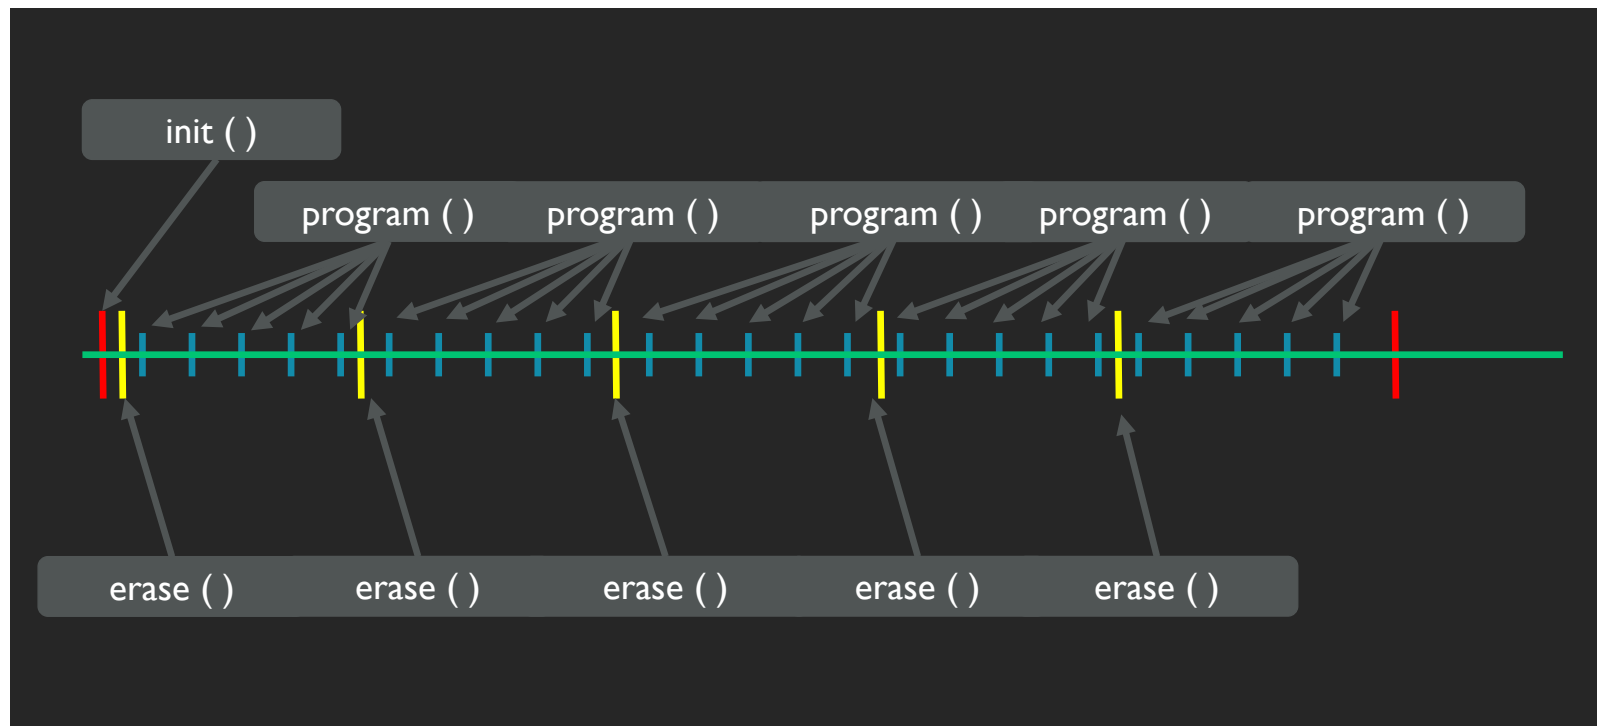 init ( )
program ( )
program ( )
program ( )
program ( )
program ( )
erase ( )
erase ( )
erase ( )
erase ( )
erase ( )